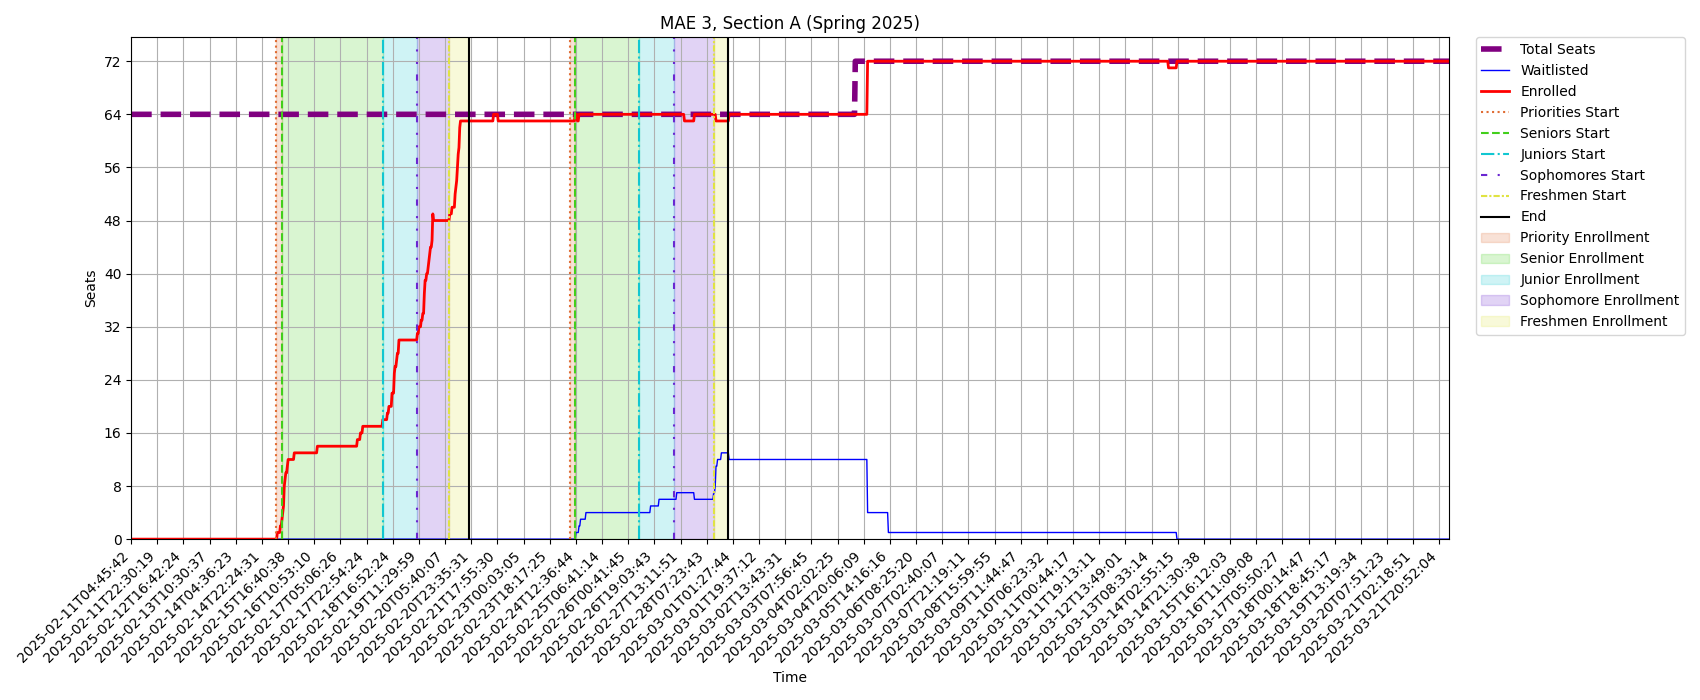 MAE 3, Section A (Spring 2025)
Seats
72
64
56
48
40
32
24
16
8
0
2025-02-11T04:45:42
2025-02-11T22:30:19
2025-02-12T16:42:24
2025-02-13T10:30:37
2025-02-14T04:36:23
2025-02-14T22:24:31
2025-02-15T16:40:38
2025-02-16T10:53:10
2025-02-17T05:06:26
2025-02-17T22:54:24
2025-02-18T16:52:24
2025-02-19T11:29:59
2025-02-20T05:40:07
2025-02-20T23:35:31
2025-02-21T17:55:30
2025-02-23T00:03:05
2025-02-23T18:17:25
2025-02-24T12:36:44
2025-02-25T06:41:14
2025-02-26T00:41:45
2025-02-26T19:03:43
2025-02-27T13:11:51
2025-02-28T07:23:43
2025-03-01T01:27:44
2025-03-01T19:37:12
2025-03-02T13:43:31
2025-03-03T07:56:45
2025-03-04T02:02:25
2025-03-04T20:06:09
2025-03-05T14:16:16
2025-03-06T08:25:20
2025-03-07T02:40:07
2025-03-07T21:19:11
2025-03-08T15:59:55
2025-03-09T11:44:47
2025-03-10T06:23:32
2025-03-11T00:44:17
2025-03-11T19:13:11
2025-03-12T13:49:01
2025-03-13T08:33:14
2025-03-14T02:55:15
2025-03-14T21:30:38
2025-03-15T16:12:03
2025-03-16T11:09:08
2025-03-17T05:50:27
2025-03-18T00:14:47
2025-03-18T18:45:17
2025-03-19T13:19:34
2025-03-20T07:51:23
2025-03-21T02:18:51
2025-03-21T20:52:04
Time
Total Seats
Waitlisted
Enrolled
Priorities Start
Seniors Start
Juniors Start
Sophomores Start
Freshmen Start
End
Priority Enrollment
Senior Enrollment
Junior Enrollment
Sophomore Enrollment
Freshmen Enrollment